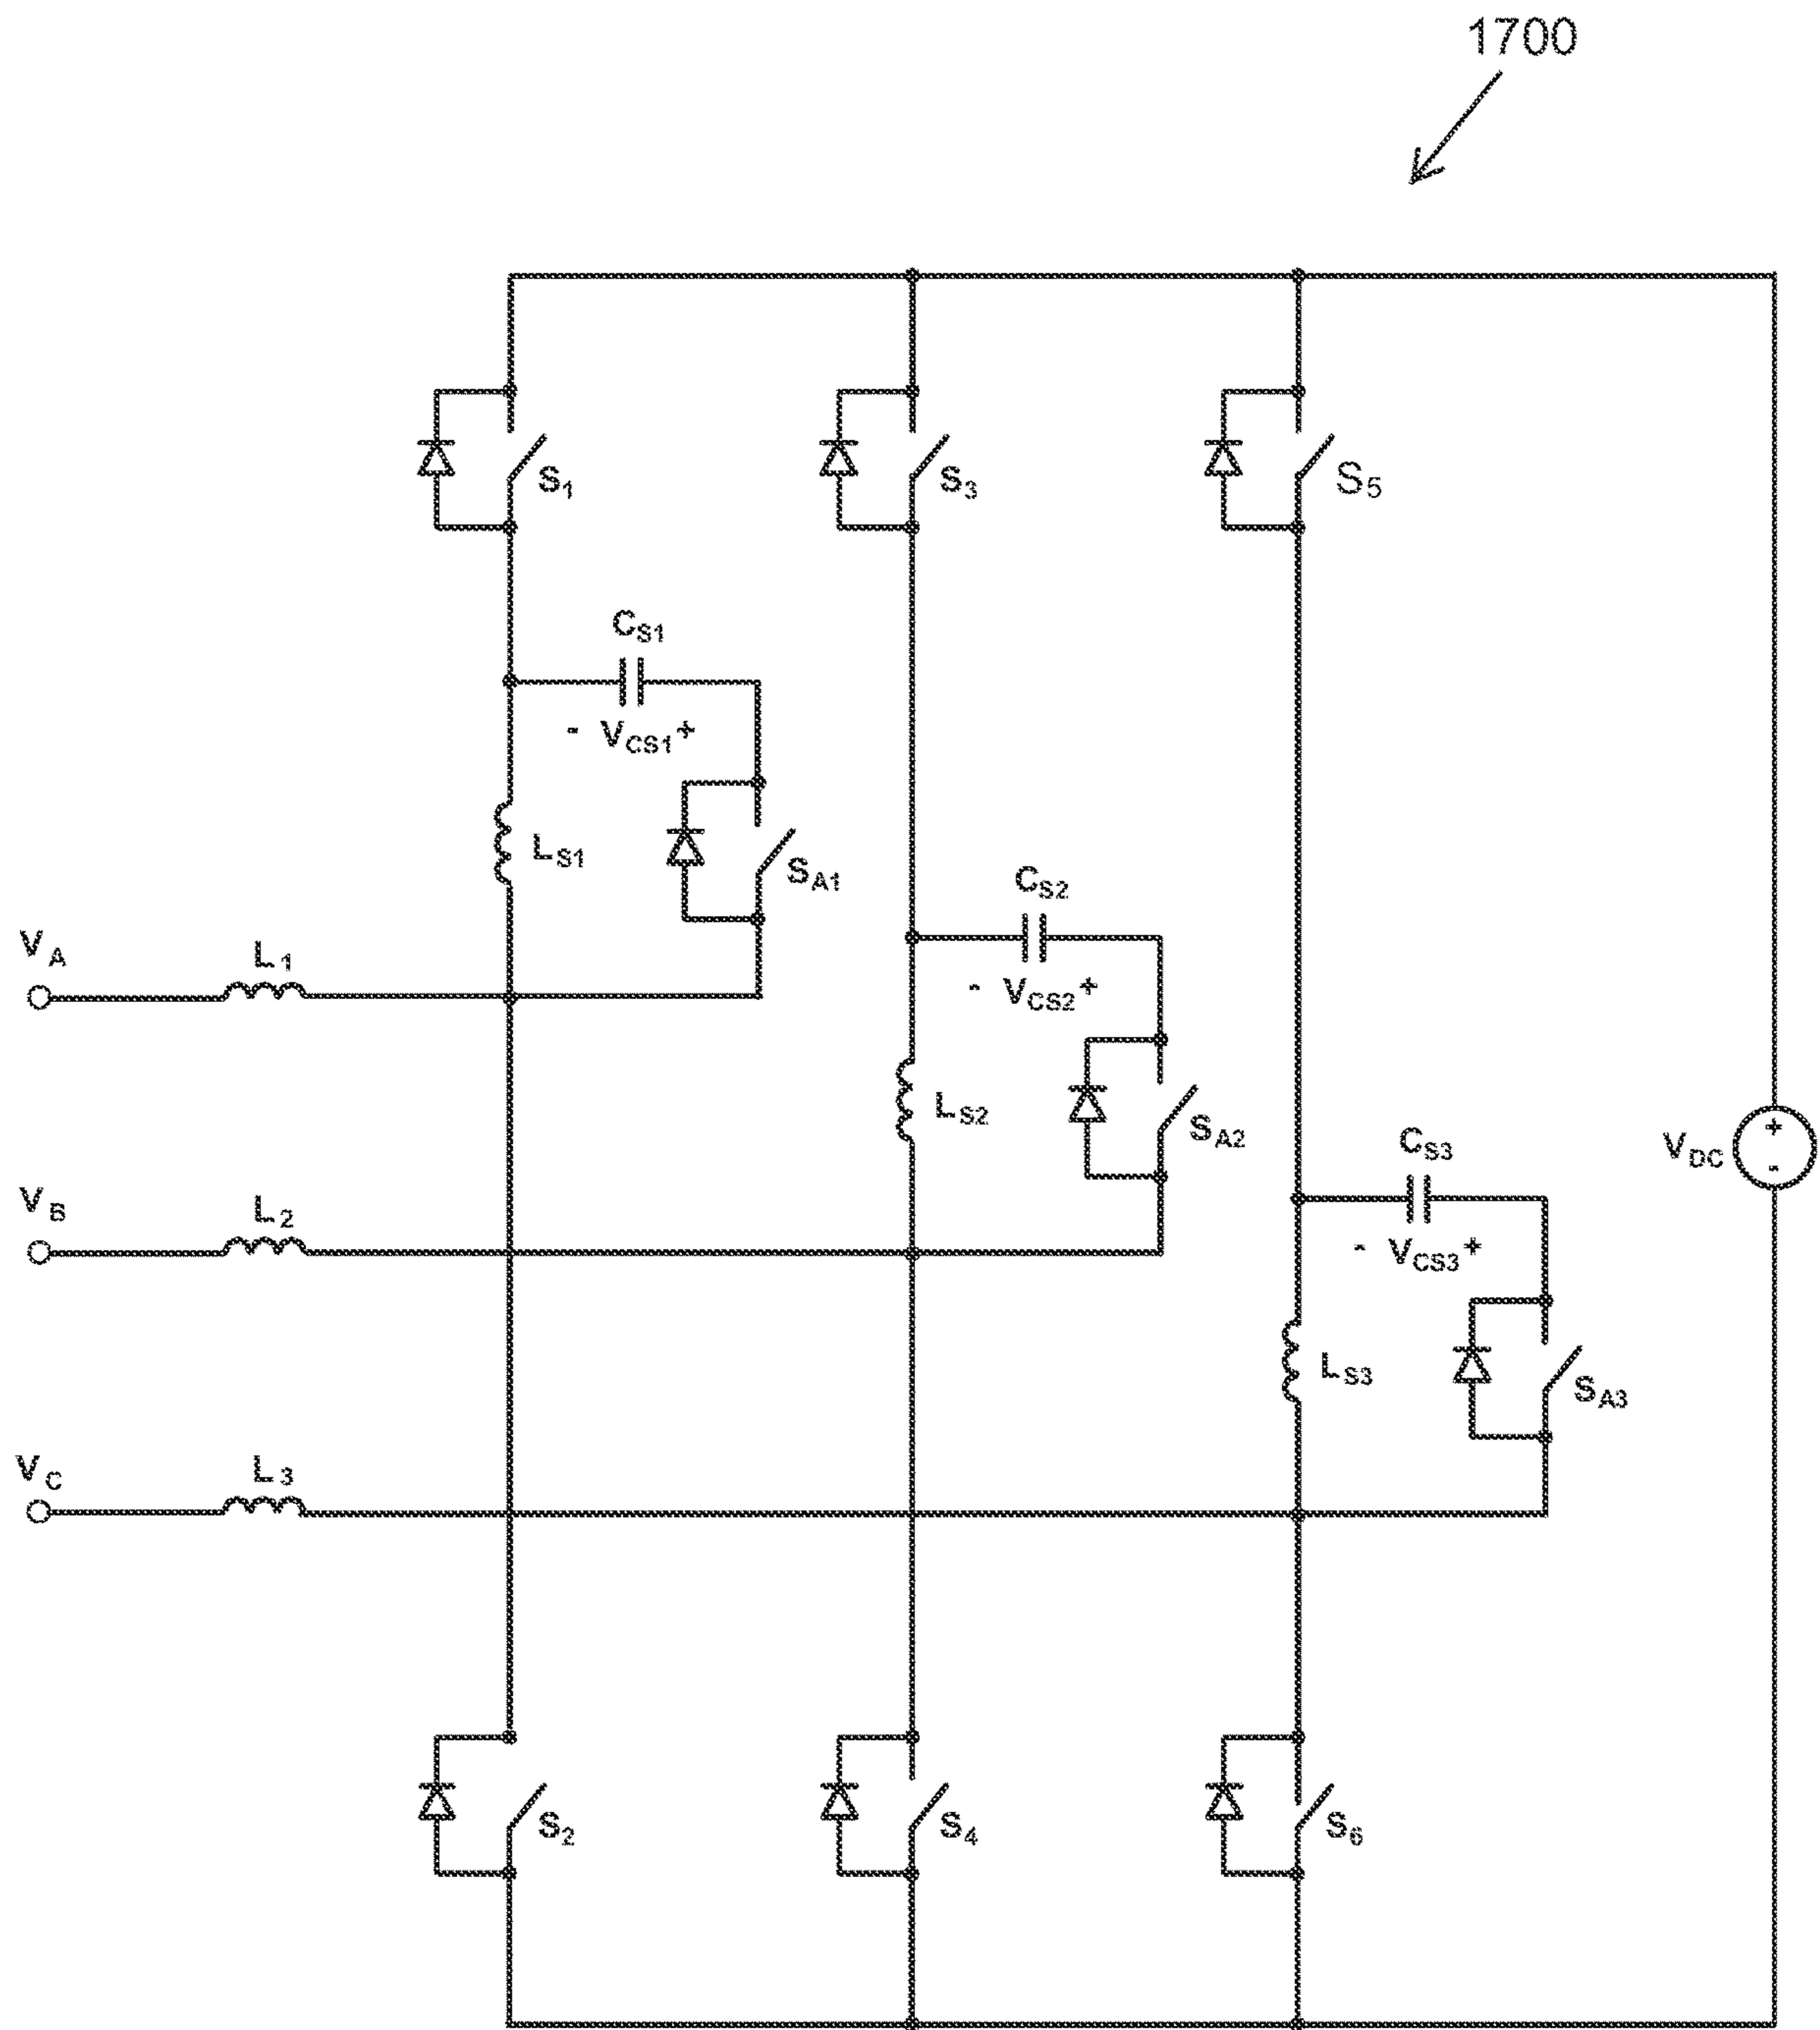 1700
S1
S3
S5
CS1
- VCS1 +
LS1
SA1
CS2
VA
L1
- VCS2 +
LS2
SA2
CS3
VDC
+
-
VB
L2
- VCS3 +
LS3
SA3
VC
L3
S2
S4
S6